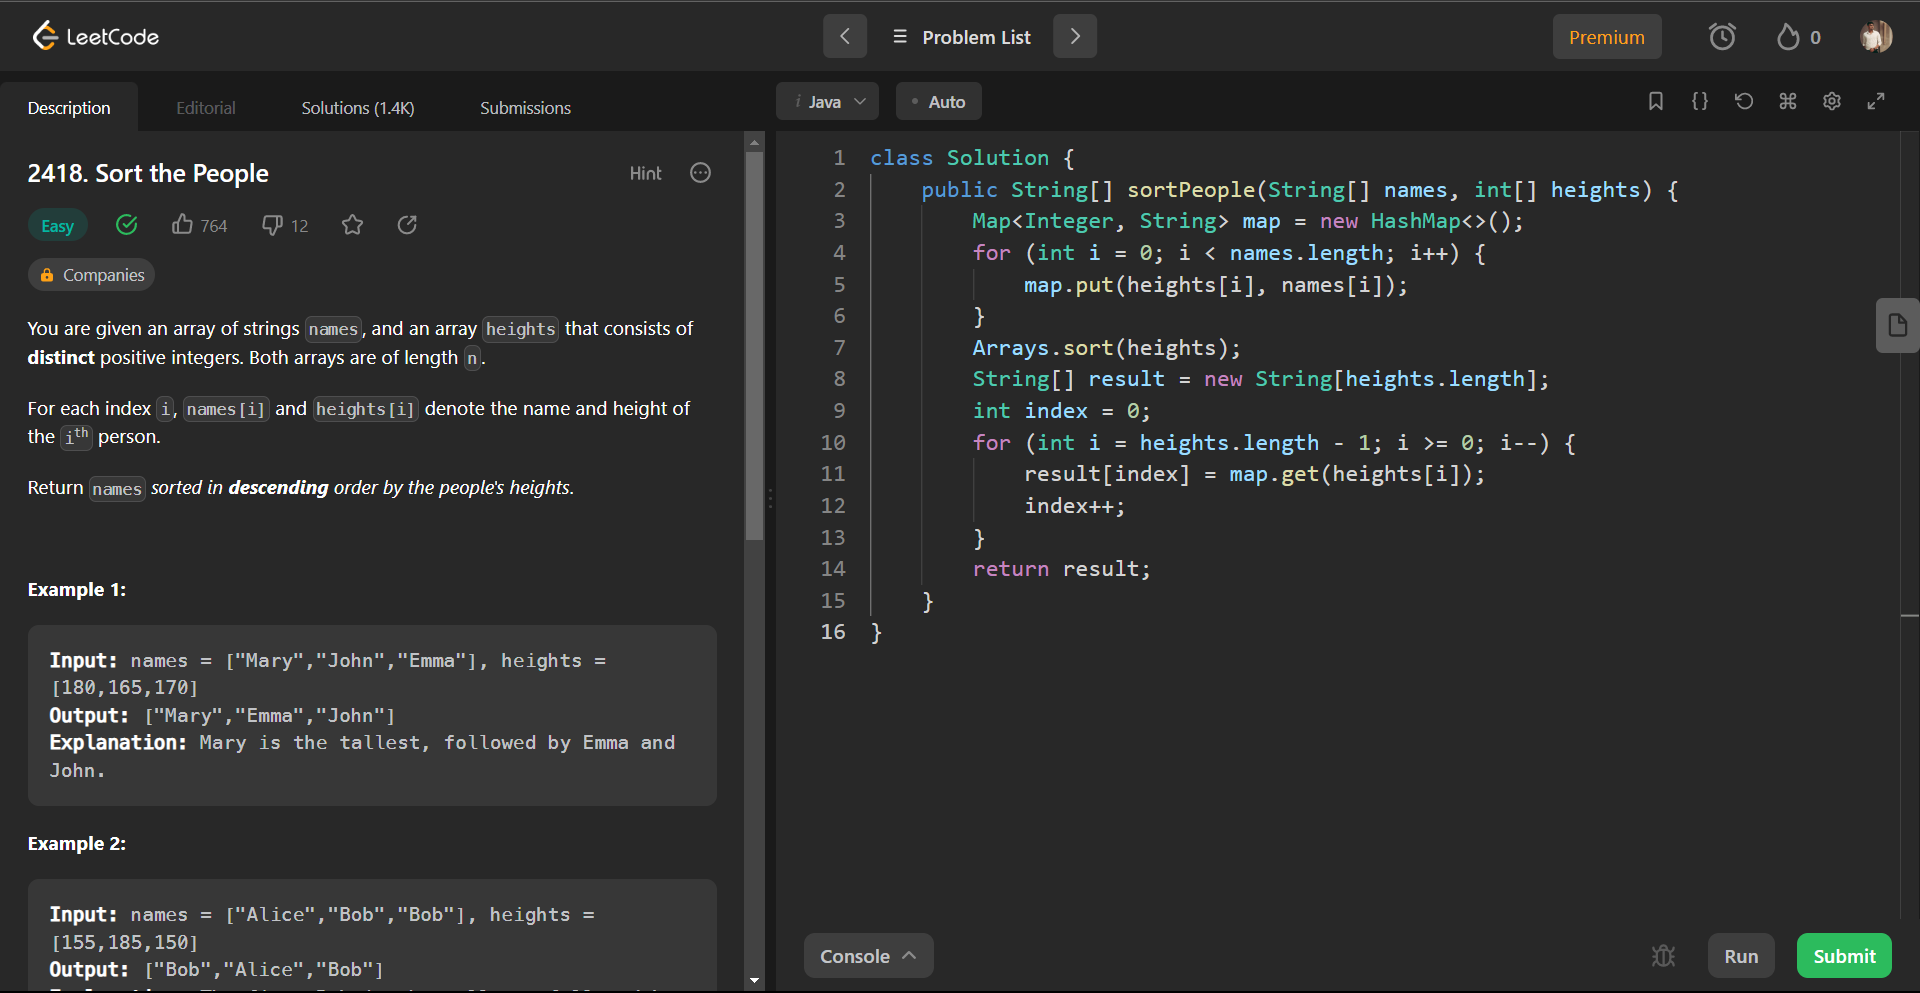 LeetCode
Problem List
Premium
0
Description
Editorial
Solutions (1.4K)
Submissions
2418. Sort the People
Hint
Easy
764
12
Companies
You are given an array of strings names, and an array heights that consists of
distinct positive integers. Both arrays are of length n.
For each index i, names[i] and heights[i] denote the name and height of
the ith person.
Return names sorted in descending order by the people's heights.
Example 1:
Input: names = ["Mary","John","Emma"], heights =
[180,165,170]
Output: ["Mary","Emma","John"]
Explanation: Mary is the tallest, followed by Emma and
John.
Example 2:
Input: names = ["Alice","Bob","Bob"], heights =
[155,185,150]
Output: ["Bob","Alice","Bob"]
i Java
• Auto
1 class Solution {
2 public String[] sortPeople(String[] names, int[] heights) {
3 Map<Integer, String> map = new HashMap<>();
4 for (int i = 0; i < names.length; i++) {
5 map.put(heights[i], names[i]);
6 }
7 Arrays.sort(heights);
8 String[] result = new String[heights.length];
9 int index = 0;
10 for (int i = heights.length - 1; i >= 0; i--) {
11 result[index] = map.get(heights[i]);
12 index++;
13 }
14 return result;
15 }
16 }
Console
Run
Submit